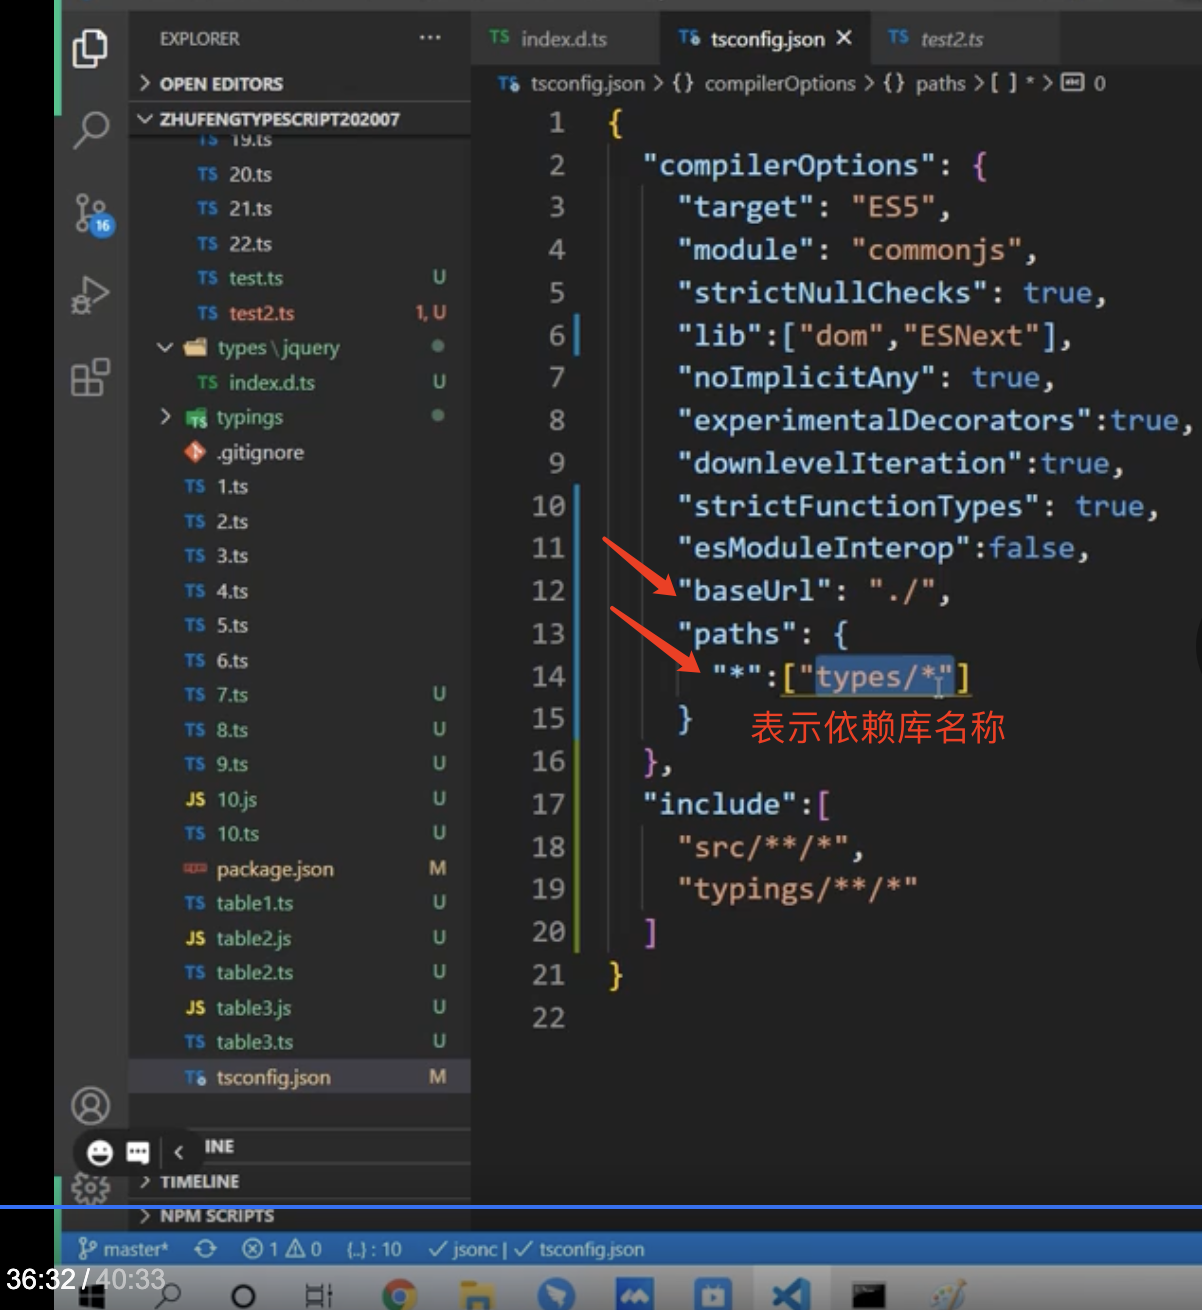 EXPLORER
OPEN EDITORS
ZHUFENGTYPESCRIPT202007
TS 19.ts
TS 20.ts
TS 21.ts
TS 22.ts
TS test.ts U
TS test2.ts 1, U
types \ jquery
TS index.d.ts U
typings
.gitignore
TS 1.ts
TS 2.ts
TS 3.ts
TS 4.ts
TS 5.ts
TS 6.ts
TS 7.ts U
TS 8.ts U
TS 9.ts U
JS 10.js U
TS 10.ts U
package.json M
TS table1.ts U
JS table2.js U
TS table2.ts U
JS table3.js U
TS table3.ts U
TS tsconfig.json M
INE
TIMELINE
NPM SCRIPTS
16
TS index.d.ts
TS tsconfig.json
TS test2.ts
TS tsconfig.json > {} compilerOptions > {} paths > [ ] * > 0
1 {
2 "compilerOptions": {
3 "target": "ES5",
4 "module": "commonjs",
5 "strictNullChecks": true,
6 "lib":["dom","ESNext"],
7 "noImplicitAny": true,
8 "experimentalDecorators":true,
9 "downlevelIteration":true,
10 "strictFunctionTypes": true,
11 "esModuleInterop":false,
12 "baseUrl": "./",
13 "paths": {
14 "*":["types/*"]
15 }
表示依赖库名称
16 },
17 "include":[
18 "src/**/*",
19 "typings/**/*"
20 ]
21 }
22
master* 1 0 {..} : 10 jsonc | tsconfig.json
36:32 / 40:33